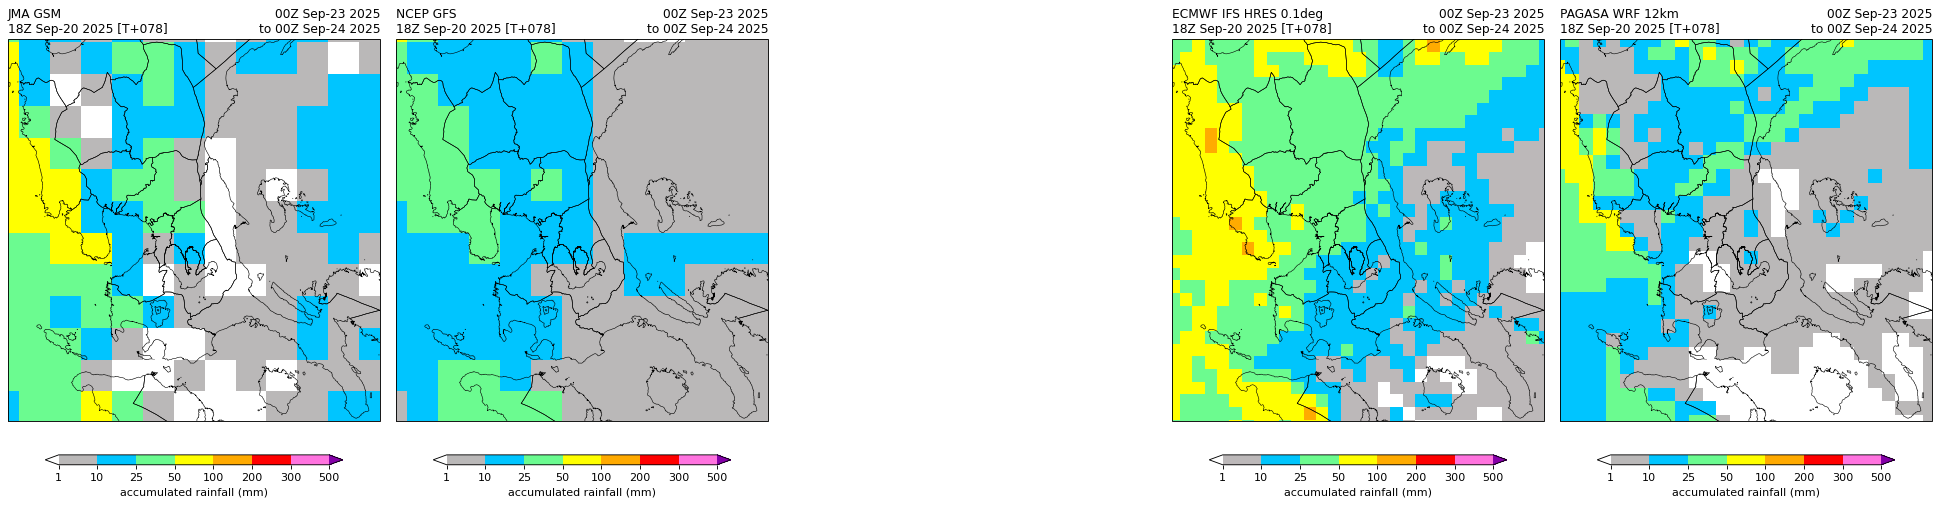 JMA GSM 00Z Sep-23 2025
18Z Sep-20 2025 [T+078] to 00Z Sep-24 2025
1 10 25 50 100 200 300 500
accumulated rainfall (mm)
NCEP GFS 00Z Sep-23 2025
18Z Sep-20 2025 [T+078] to 00Z Sep-24 2025
1 10 25 50 100 200 300 500
accumulated rainfall (mm)
ECMWF IFS HRES 0.1deg 00Z Sep-23 2025
18Z Sep-20 2025 [T+078] to 00Z Sep-24 2025
1 10 25 50 100 200 300 500
accumulated rainfall (mm)
PAGASA WRF 12km 00Z Sep-23 2025
18Z Sep-20 2025 [T+078] to 00Z Sep-24 2025
1 10 25 50 100 200 300 500
accumulated rainfall (mm)